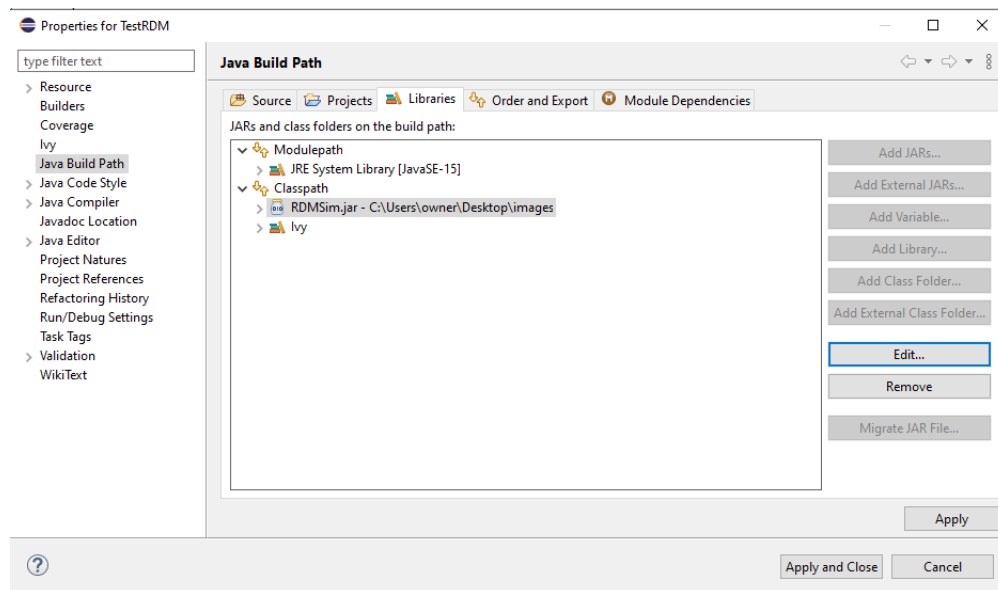 Properties for TestRDM
type filter text
Resource
Builders
Coverage
Ivy
Java Build Path
Java Code Style
Java Compiler
Javadoc Location
Java Editor
Project Natures
Project References
Refactoring History
Run/Debug Settings
Task Tags
Validation
WikiText
Java Build Path
Source Projects Libraries Order and Export Module Dependencies
JARs and class folders on the build path:
Modulepath
JRE System Library [JavaSE-15]
Classpath
RDMSim.jar - C:\Users\owner\Desktop\images
Ivy
Add JARs...
Add External JARs...
Add Variable...
Add Library...
Add Class Folder...
Add External Class Folder...
Edit...
Remove
Migrate JAR File...
Apply
Apply and Close Cancel